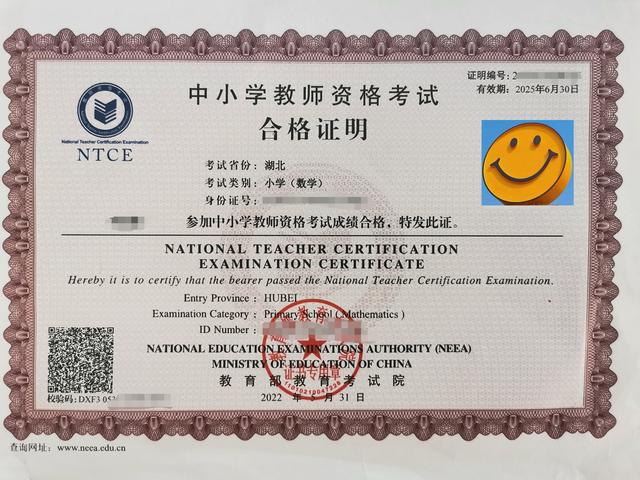 证明编号: 2
有效期: 2025年6月30日
National Teacher Certification Examination
NTCE
中小学教师资格考试
合格证明
考试省份: 湖北
考试类别: 小学（数学）
身份证号:
参加中小学教师资格考试成绩合格，特发此证。
NATIONAL TEACHER CERTIFICATION
EXAMINATION CERTIFICATE
Hereby it is to certify that the bearer passed the National Teacher Certification Examination.
Entry Province : HUBEI
Examination Category : Primary School ( Mathematics )
ID Number :
NATIONAL EDUCATION EXAMINATIONS AUTHORITY (NEEA)
MINISTRY OF EDUCATION OF CHINA
教育部教育考试院
2022 年 月 31 日
证书专用章
校验码: DXF3
查询网址: www.neea.edu.cn